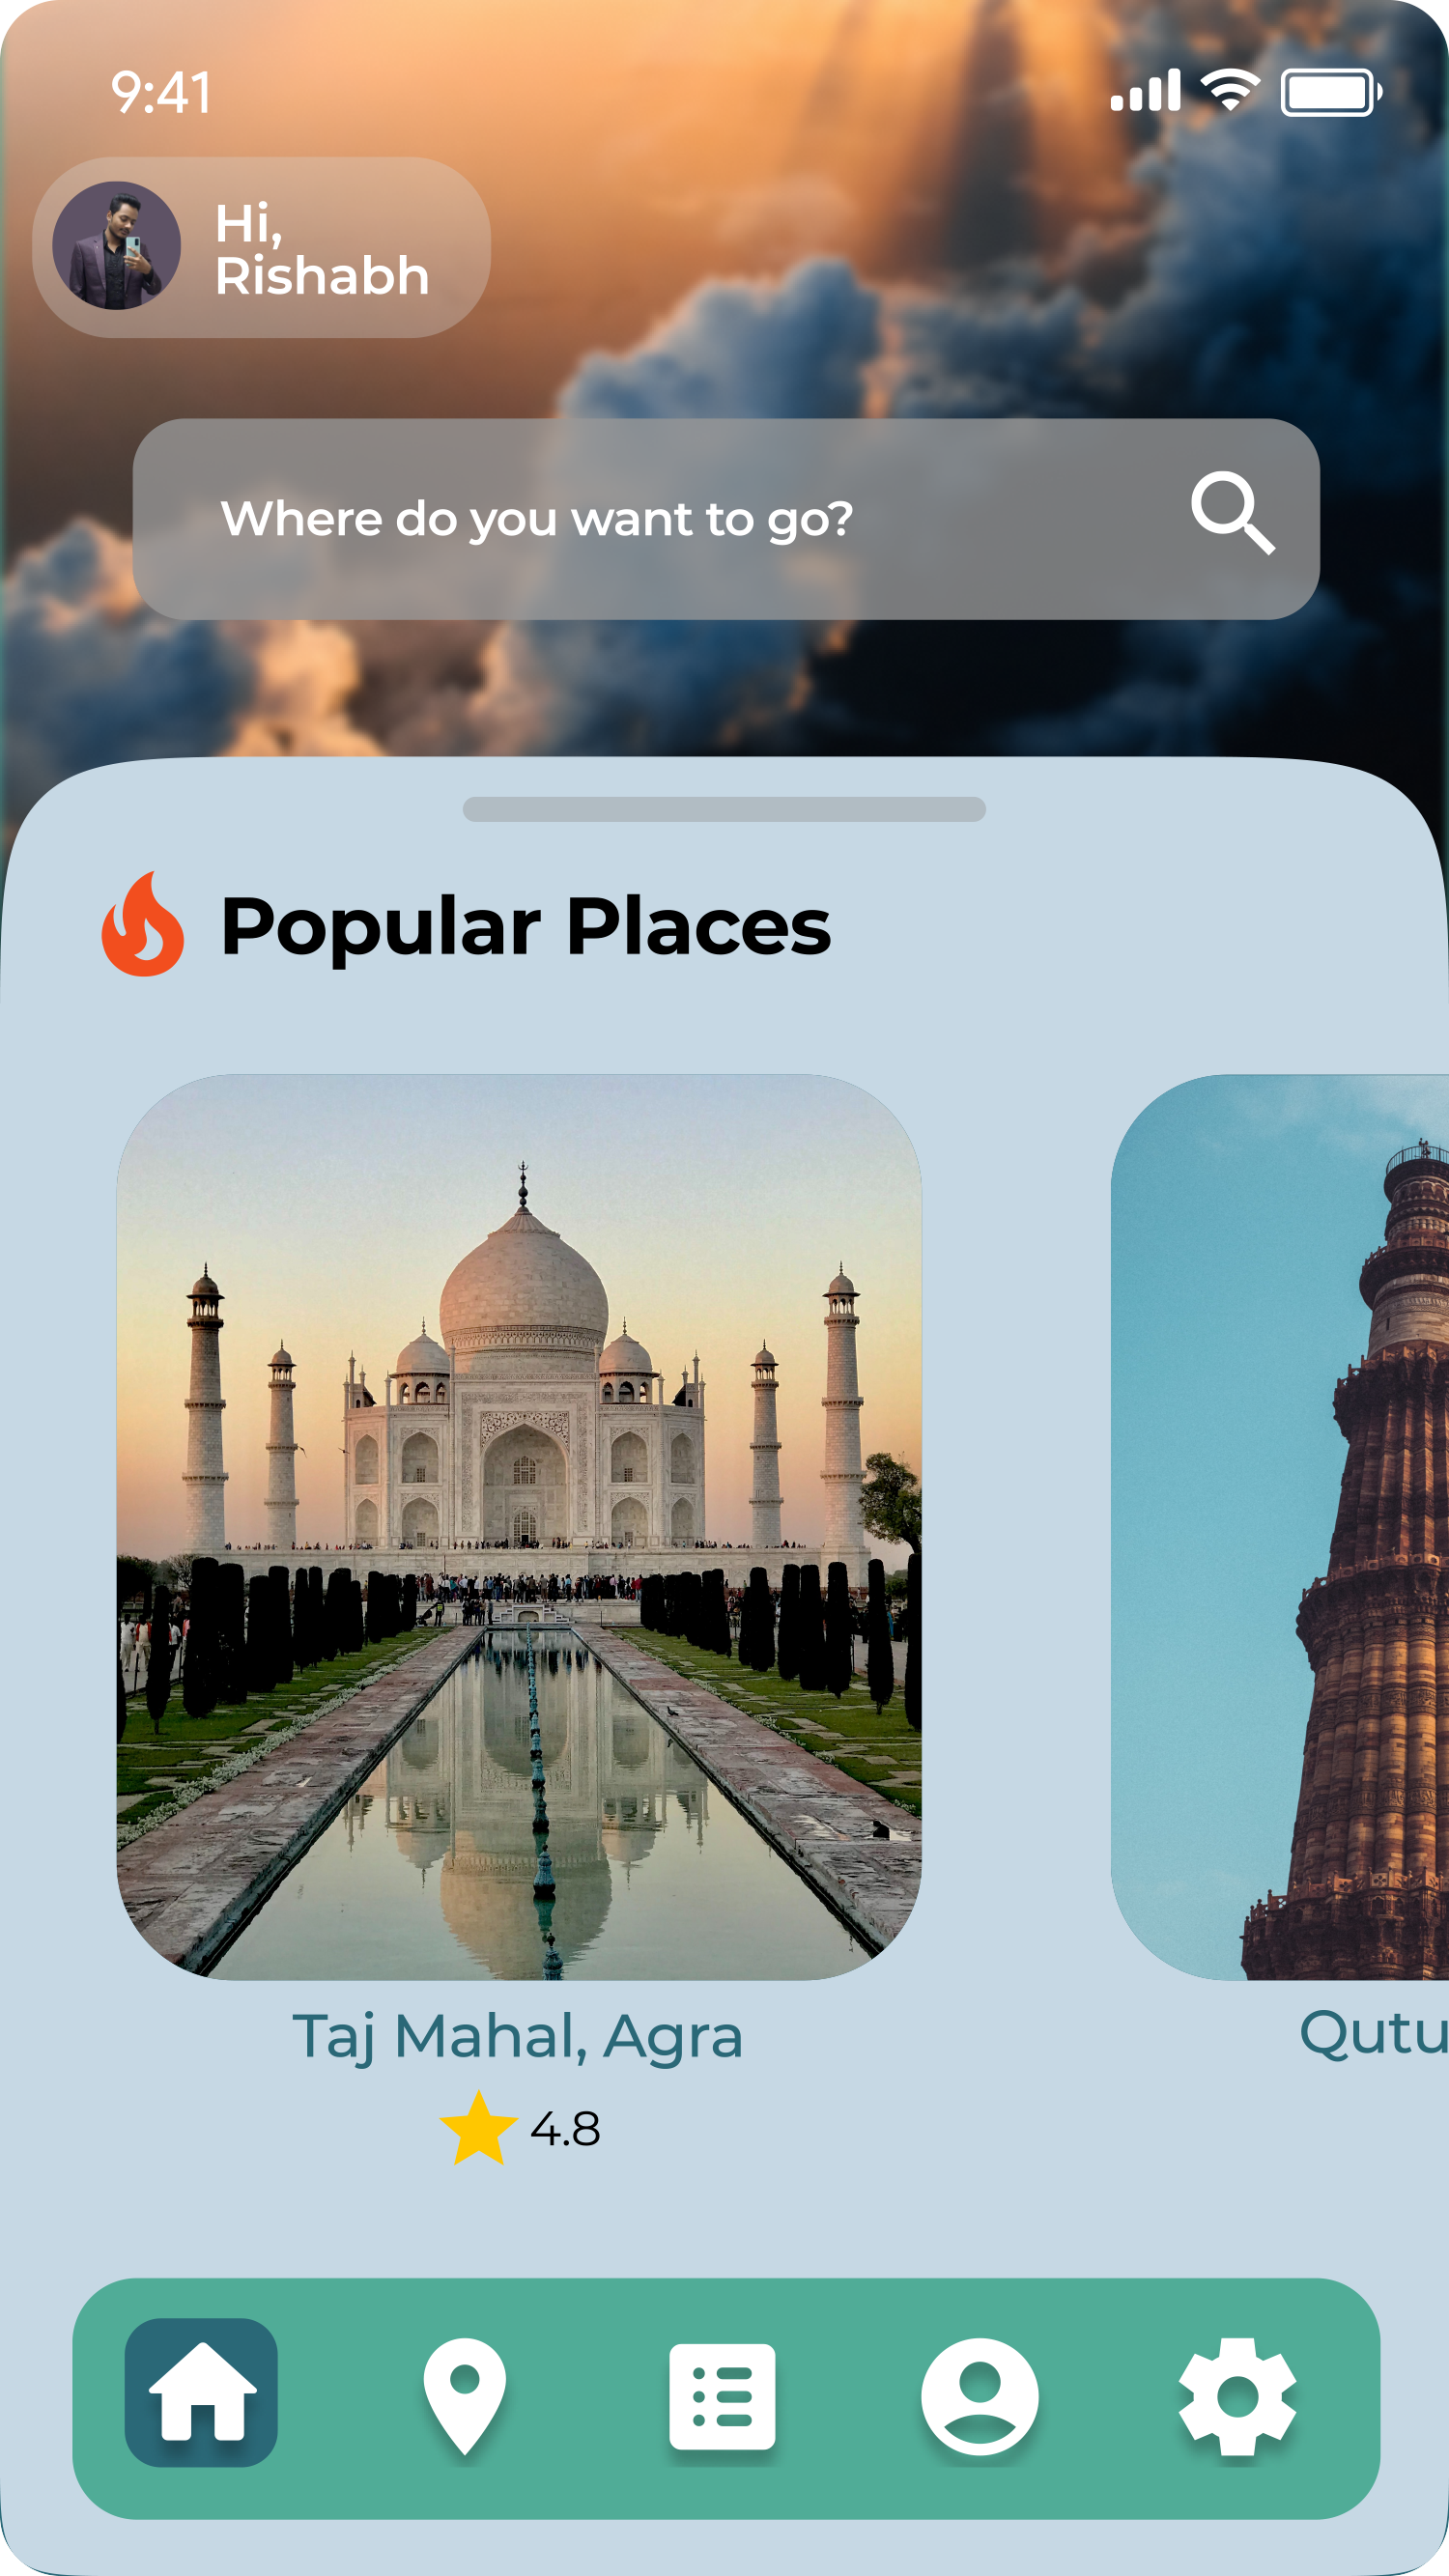 9:41
Hi,
Rishabh
Where do you want to go?
Popular Places
Taj Mahal, Agra
Qutu
4.8